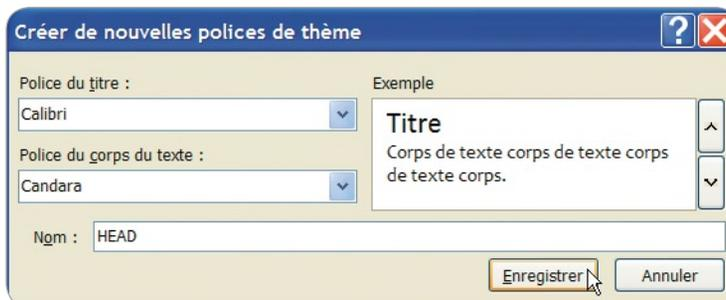 Créer de nouvelles polices de thème
Police du titre :
Calibri
Police du corps du texte :
Candara
Exemple
Titre
Corps de texte corps de texte corps
de texte corps.
Nom :
HEAD
Enregistrer
Annuler